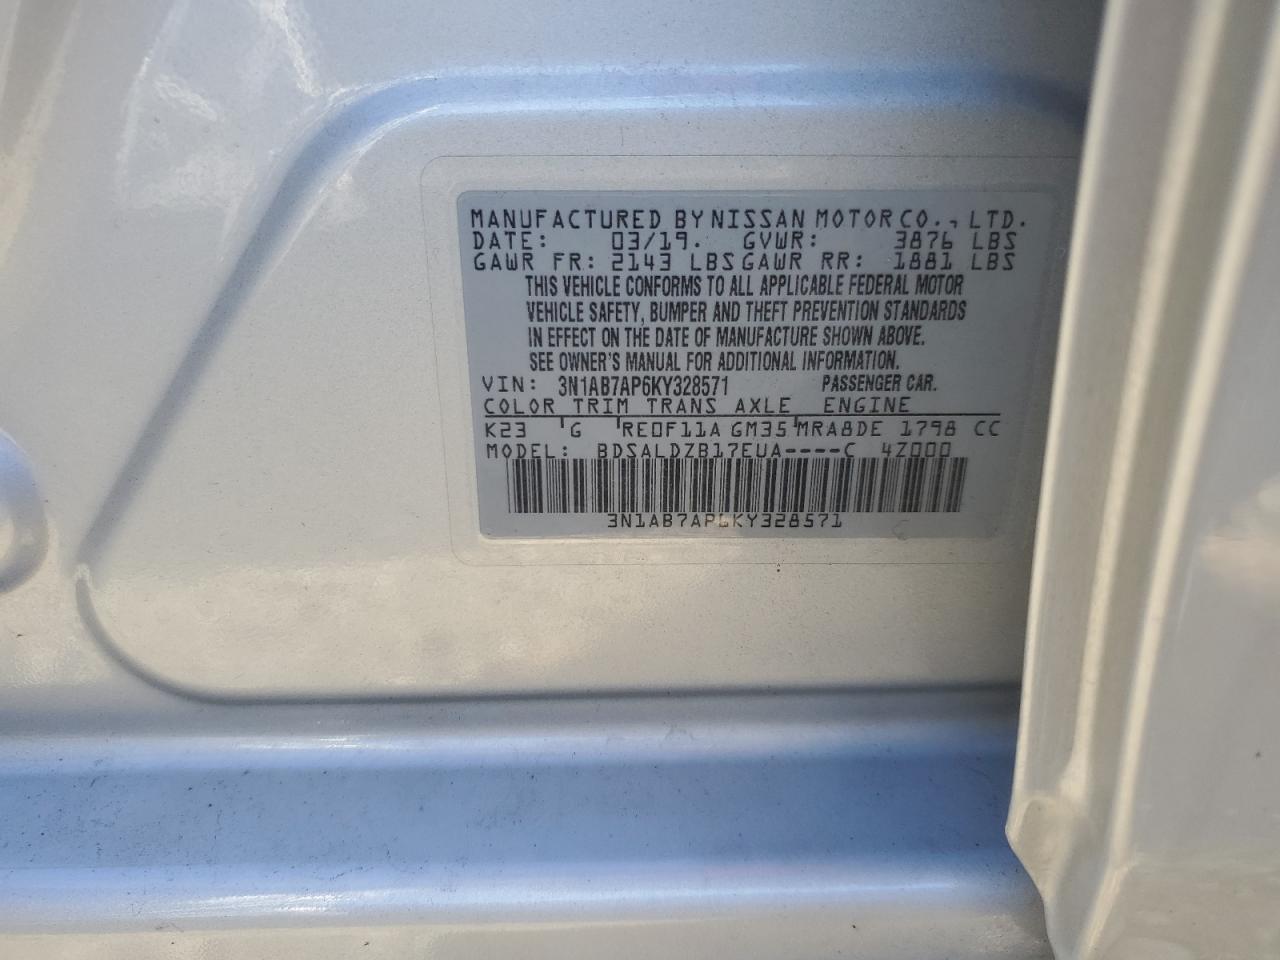 MANUFACTURED BY NISSAN MOTOR CO., LTD.
DATE: 03/19. GVWR: 3876 LBS
GAWR FR: 2143 LBS GAWR RR: 1881 LBS
THIS VEHICLE CONFORMS TO ALL APPLICABLE FEDERAL MOTOR
VEHICLE SAFETY, BUMPER AND THEFT PREVENTION STANDARDS
IN EFFECT ON THE DATE OF MANUFACTURE SHOWN ABOVE.
SEE OWNER'S MANUAL FOR ADDITIONAL INFORMATION.
VIN: 3N1AB7AP6KY328571 PASSENGER CAR.
COLOR TRIM TRANS AXLE ENGINE
K23 G RE0F11A GM35 MRA8DE 1798 CC
MODEL: BDSALDZB17EUA----C 4Z000
3N1AB7AP6KY328571